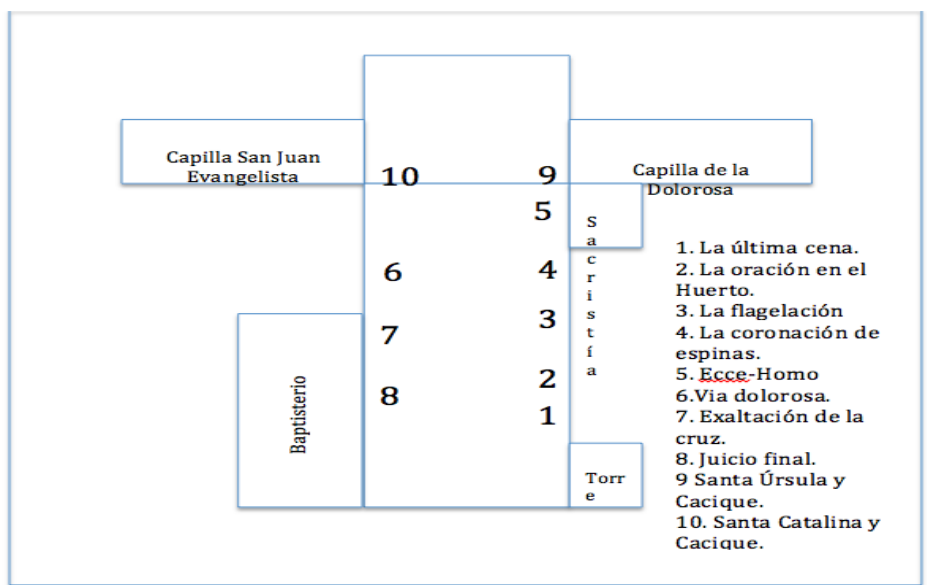 Capilla San Juan
Evangelista
10
9
Capilla de la
Dolorosa
5
S
a
c
r
i
s
t
í
a
6
4
3
7
2
8
1
Baptisterio
Torr
e
1. La última cena.
2. La oración en el
Huerto.
3. La flagelación
4. La coronación de
espinas.
5. Ecce-Homo
6.Via dolorosa.
7. Exaltación de la
cruz.
8. Juicio final.
9 Santa Úrsula y
Cacique.
10. Santa Catalina y
Cacique.